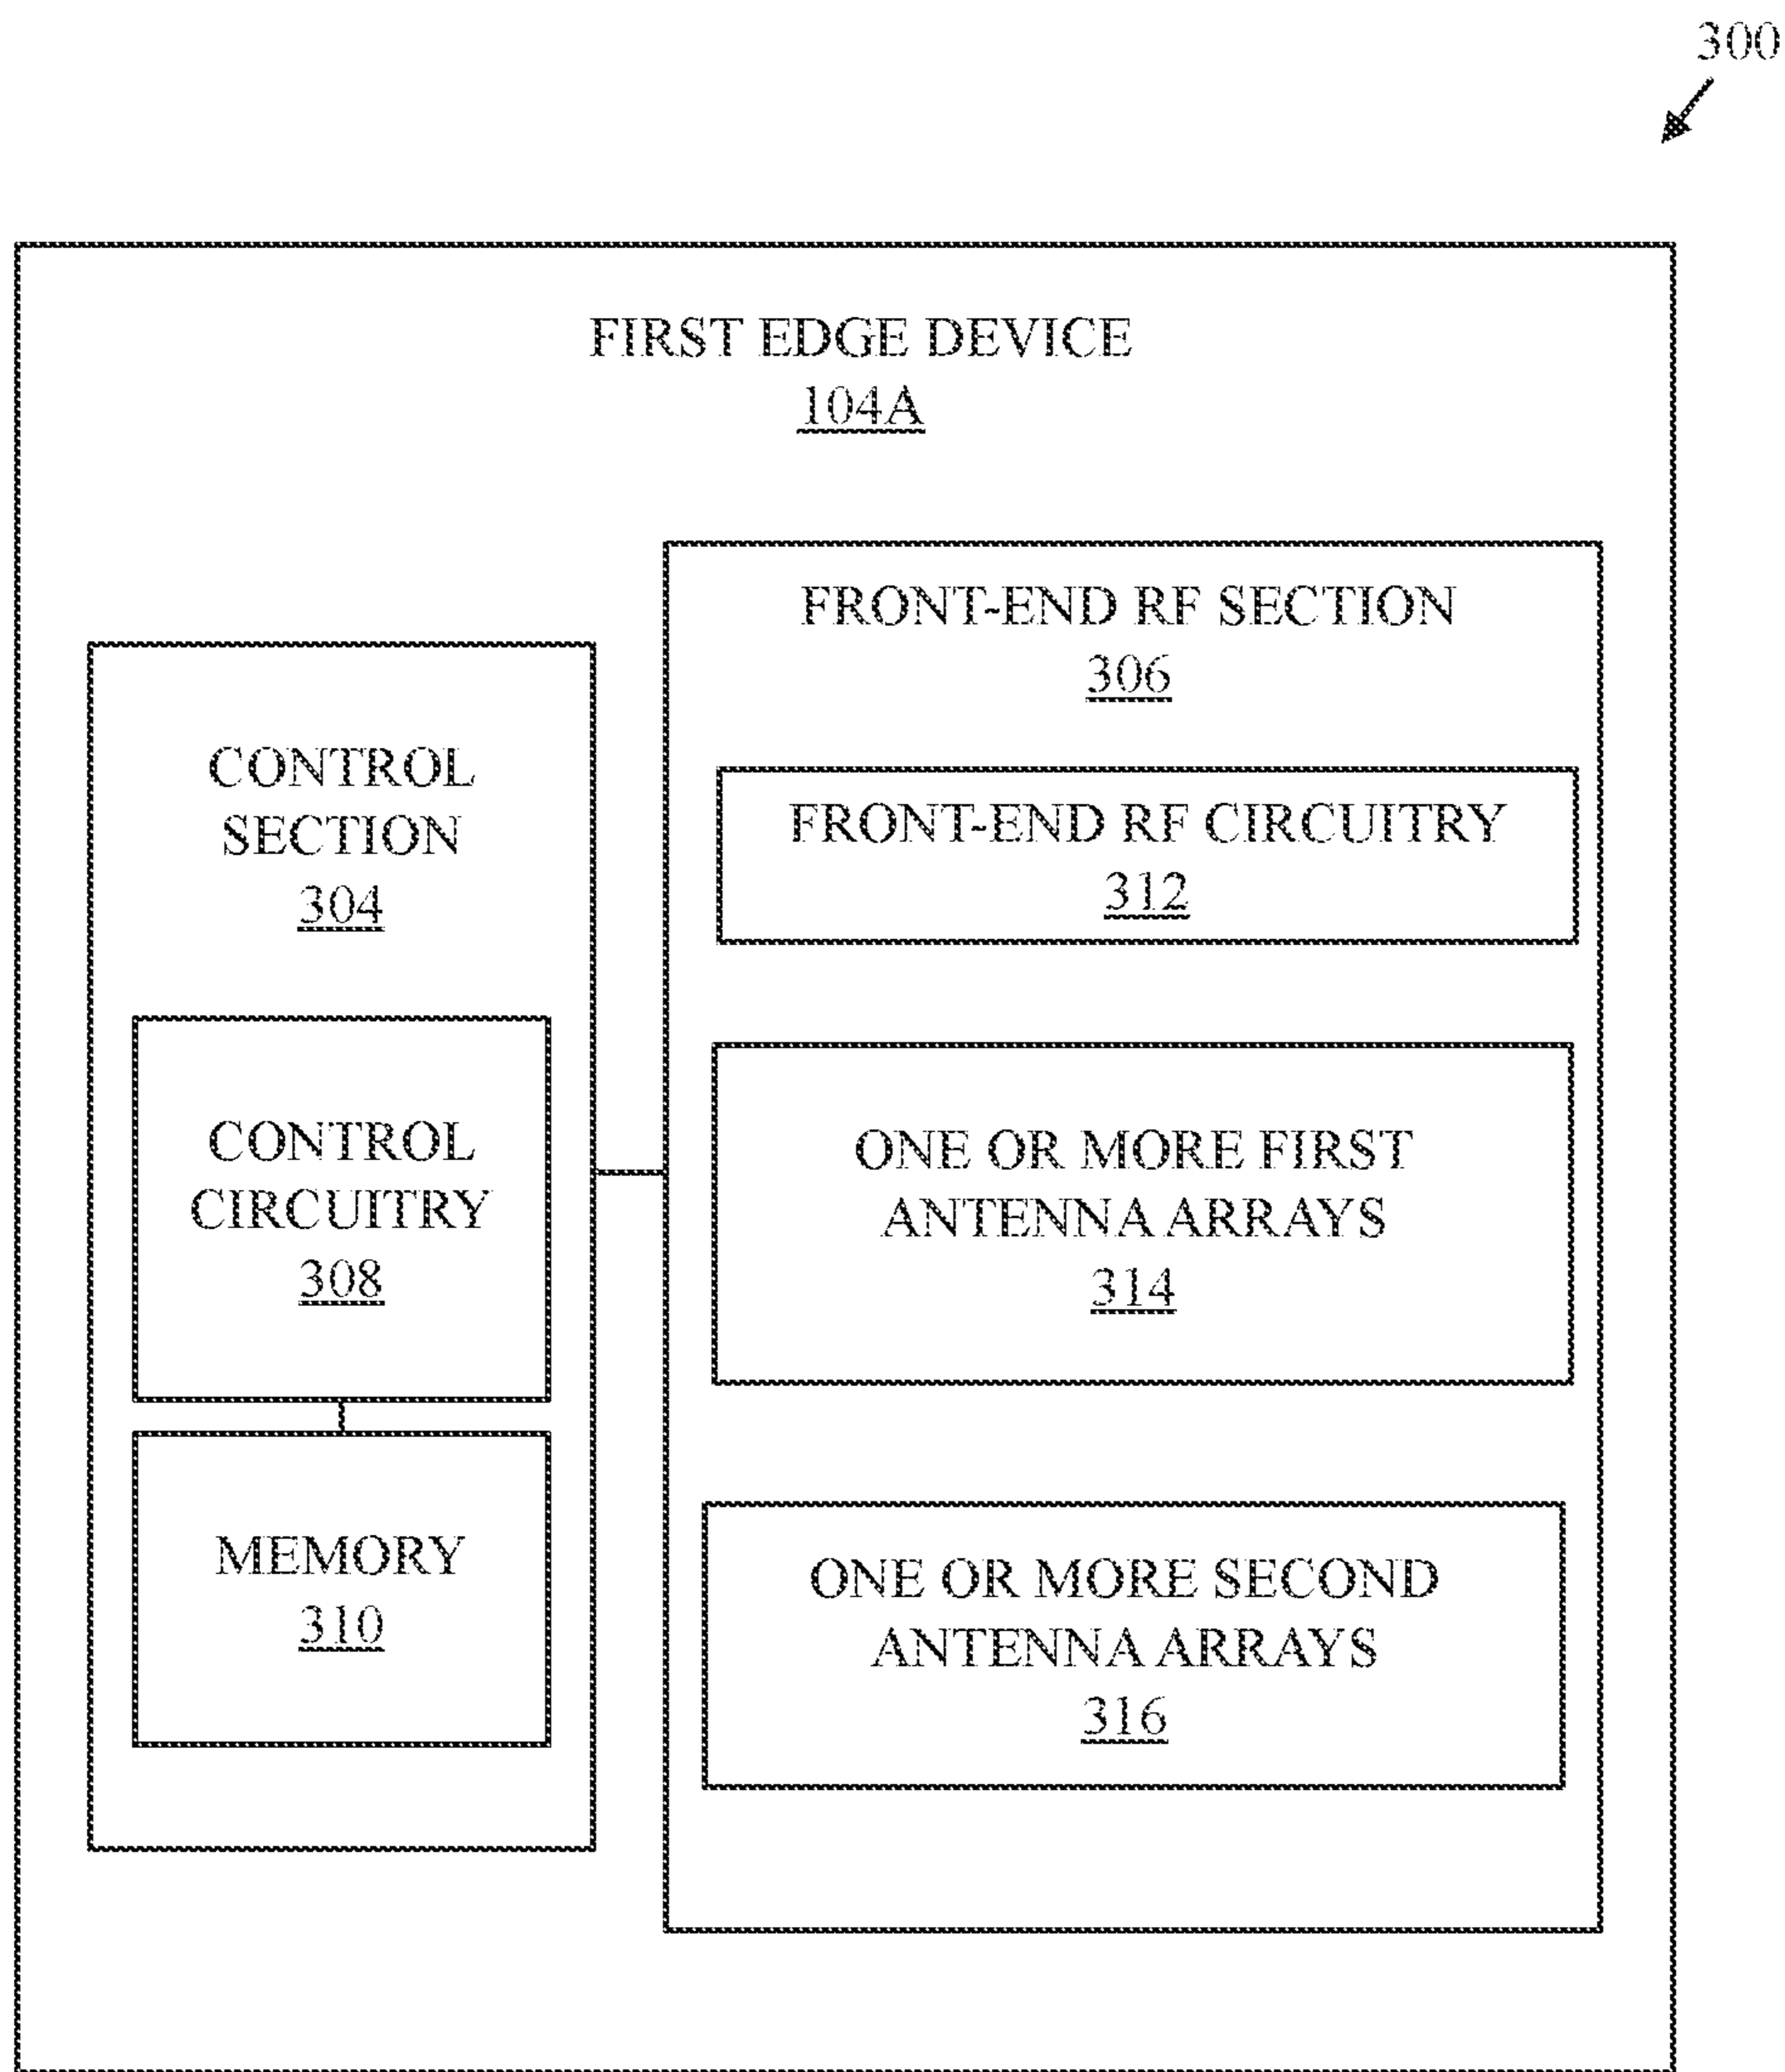 300
FIRST EDGE DEVICE
104A
CONTROL
SECTION
304
CONTROL
CIRCUITRY
308
MEMORY
310
FRONT-END RF SECTION
306
FRONT-END RF CIRCUITRY
312
ONE OR MORE FIRST
ANTENNA ARRAYS
314
ONE OR MORE SECOND
ANTENNA ARRAYS
316